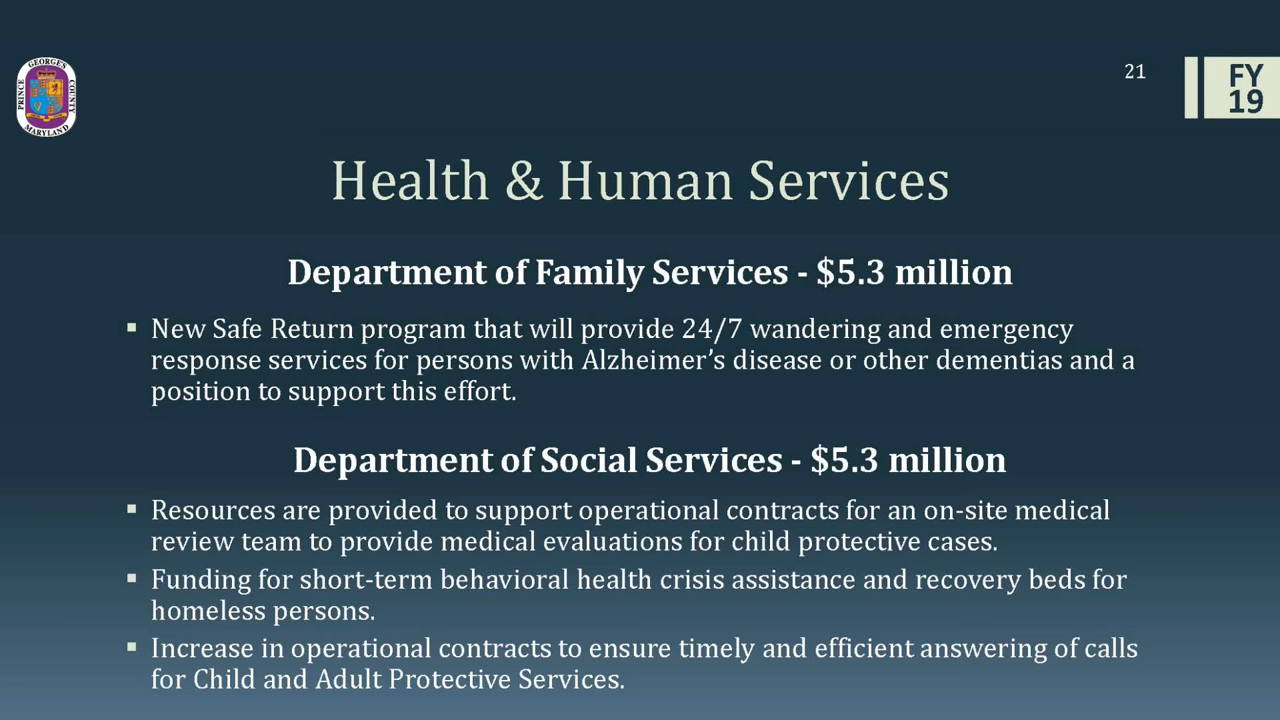 PRINCE GEORGE'S COUNTY
MARYLAND
21
FY
19
Health & Human Services
Department of Family Services - $5.3 million
▪ New Safe Return program that will provide 24/7 wandering and emergency
response services for persons with Alzheimer’s disease or other dementias and a
position to support this effort.
Department of Social Services - $5.3 million
▪ Resources are provided to support operational contracts for an on-site medical
review team to provide medical evaluations for child protective cases.
▪ Funding for short-term behavioral health crisis assistance and recovery beds for
homeless persons.
▪ Increase in operational contracts to ensure timely and efficient answering of calls
for Child and Adult Protective Services.